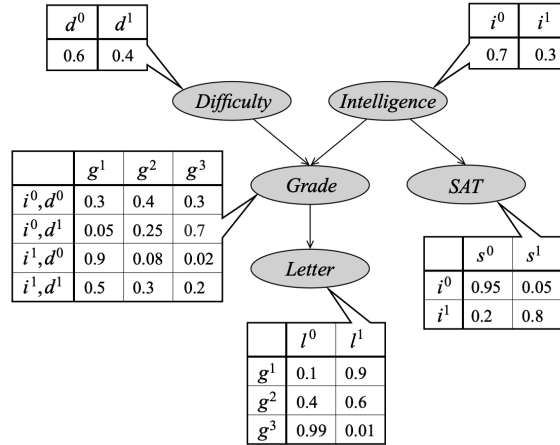 d⁰ d¹
0.6 0.4
i⁰ i¹
0.7 0.3
Difficulty
Intelligence
g¹ g² g³
i⁰,d⁰ 0.3 0.4 0.3
i⁰,d¹ 0.05 0.25 0.7
i¹,d⁰ 0.9 0.08 0.02
i¹,d¹ 0.5 0.3 0.2
Grade
SAT
s⁰ s¹
i⁰ 0.95 0.05
i¹ 0.2 0.8
Letter
l⁰ l¹
g¹ 0.1 0.9
g² 0.4 0.6
g³ 0.99 0.01